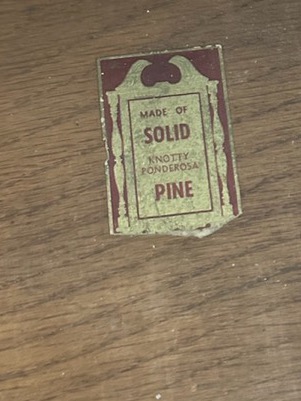 MADE OF
SOLID
KNOTTY
PONDEROSA
PINE